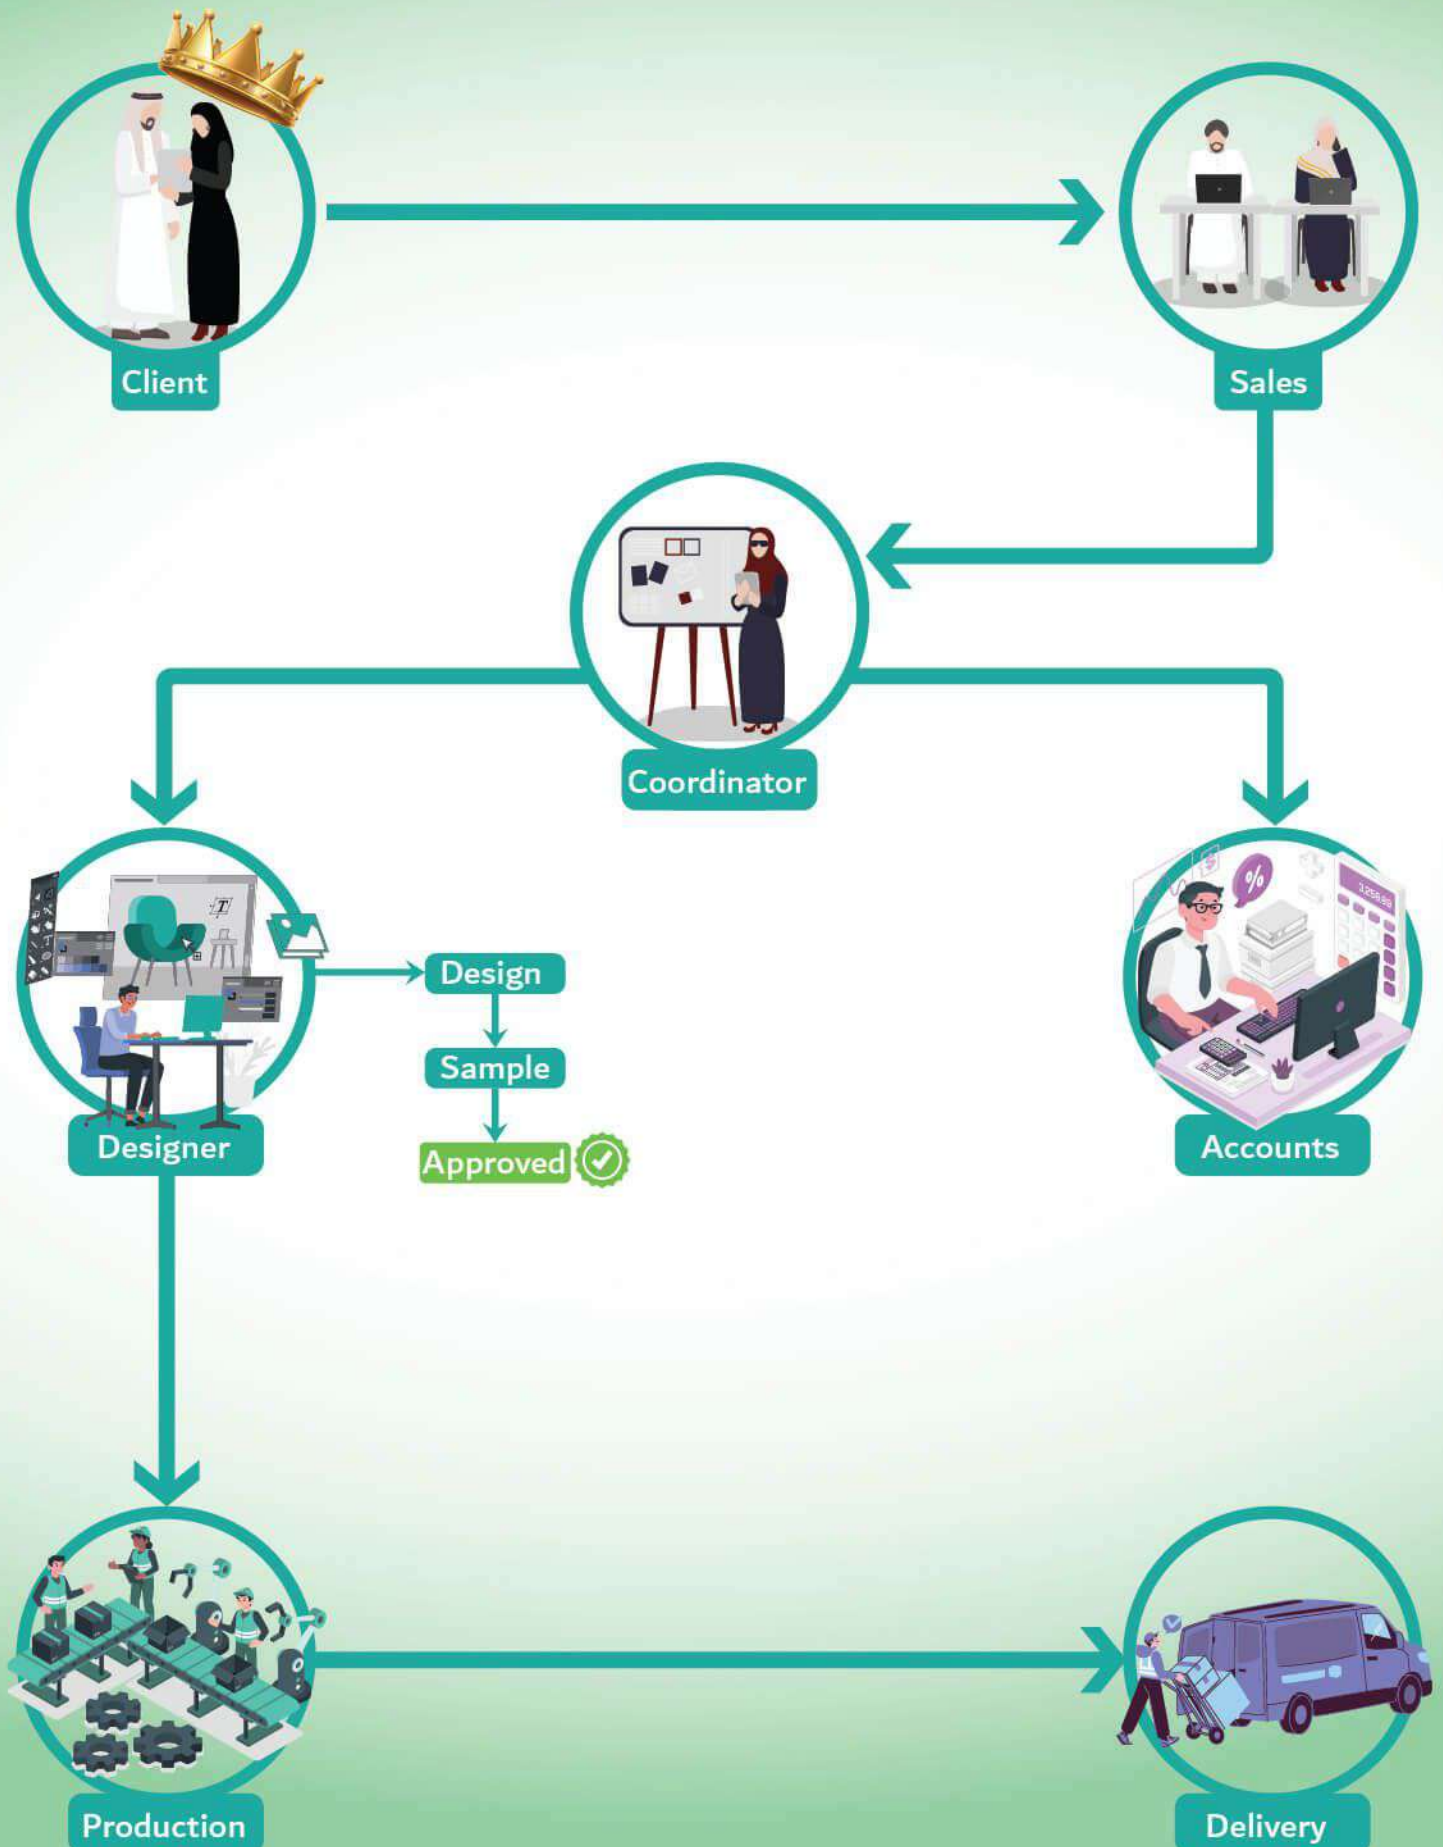 Client
Sales
Coordinator
T
%
$
Design
Sample
Approved
Designer
Accounts
Production
Delivery